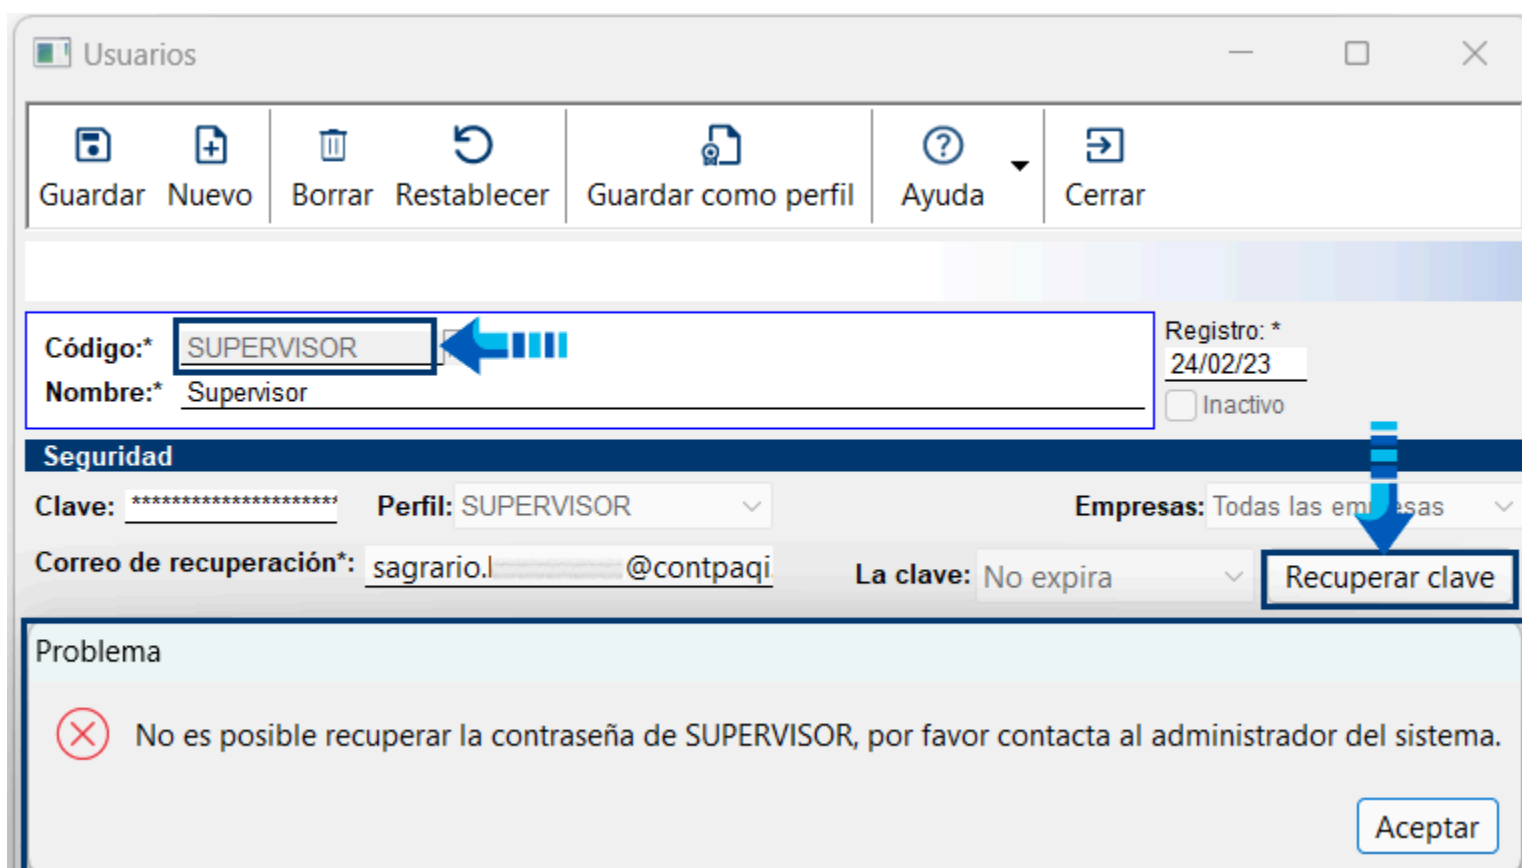 Usuarios
Guardar Nuevo Borrar Restablecer Guardar como perfil Ayuda Cerrar
Código:* SUPERVISOR
Registro: *
24/02/23
Nombre:* Supervisor
Inactivo
Seguridad
Clave: ********************* Perfil: SUPERVISOR Empresas: Todas las empresas
Correo de recuperación*: sagrario. @contpaqi. La clave: No expira Recuperar clave
Problema
No es posible recuperar la contraseña de SUPERVISOR, por favor contacta al administrador del sistema.
Aceptar